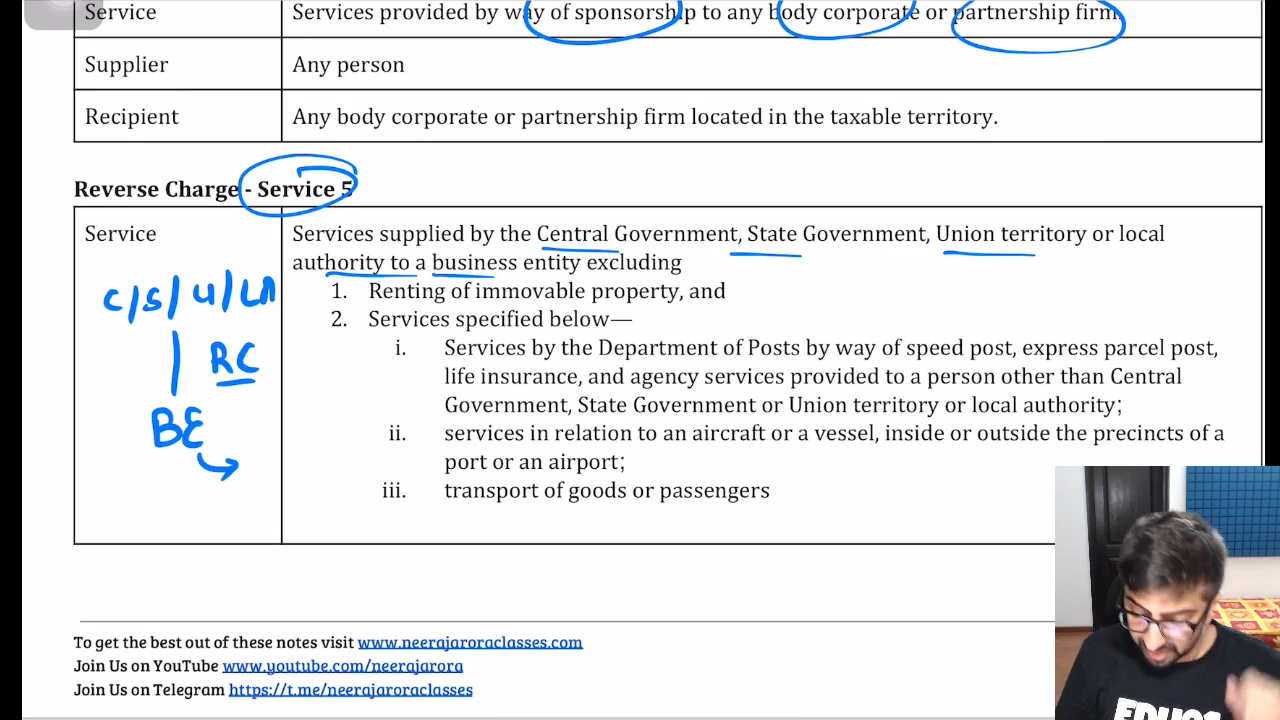 Service Services provided by way of sponsorship to any body corporate or partnership firm
Supplier Any person
Recipient Any body corporate or partnership firm located in the taxable territory.
Reverse Charge - Service 5
Service Services supplied by the Central Government, State Government, Union territory or local
authority to a business entity excluding
C/S/U/LA
1. Renting of immovable property, and
2. Services specified below—
RC
i. Services by the Department of Posts by way of speed post, express parcel post,
life insurance, and agency services provided to a person other than Central
Government, State Government or Union territory or local authority;
BE
ii. services in relation to an aircraft or a vessel, inside or outside the precincts of a
port or an airport;
iii. transport of goods or passengers
To get the best out of these notes visit www.neerajaroraclasses.com
Join Us on YouTube www.youtube.com/neerajarora
Join Us on Telegram https://t.me/neerajaroraclasses